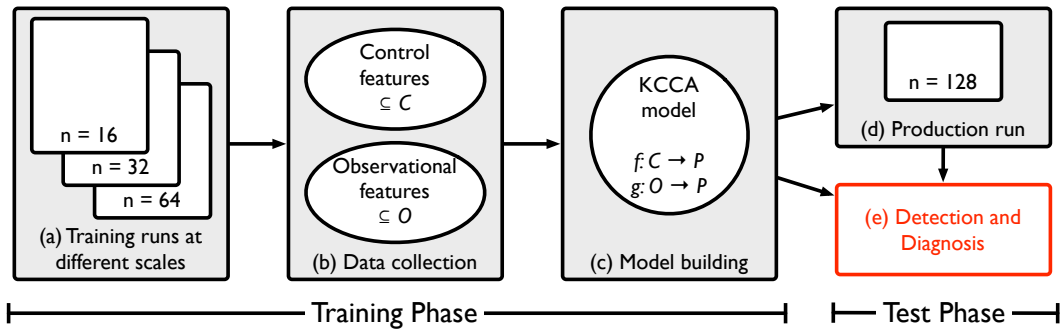 n = 16
n = 32
n = 64
(a) Training runs at
different scales
Control
features
⊆ C
Observational
features
⊆ O
(b) Data collection
KCCA
model
f: C → P
g: O → P
(c) Model building
n = 128
(d) Production run
(e) Detection and
Diagnosis
Training Phase
Test Phase